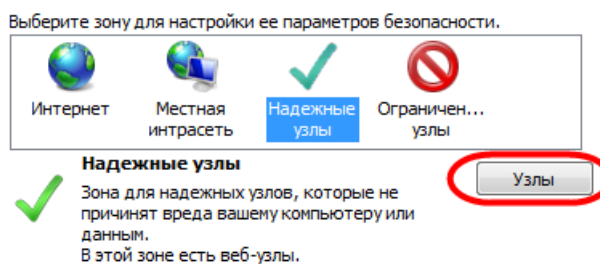 Выберите зону для настройки ее параметров безопасности.
Интернет
Местная интрасеть
Надежные узлы
Ограничен... узлы
Надежные узлы
Узлы
Зона для надежных узлов, которые не
причинят вреда вашему компьютеру или
данным.
В этой зоне есть веб-узлы.